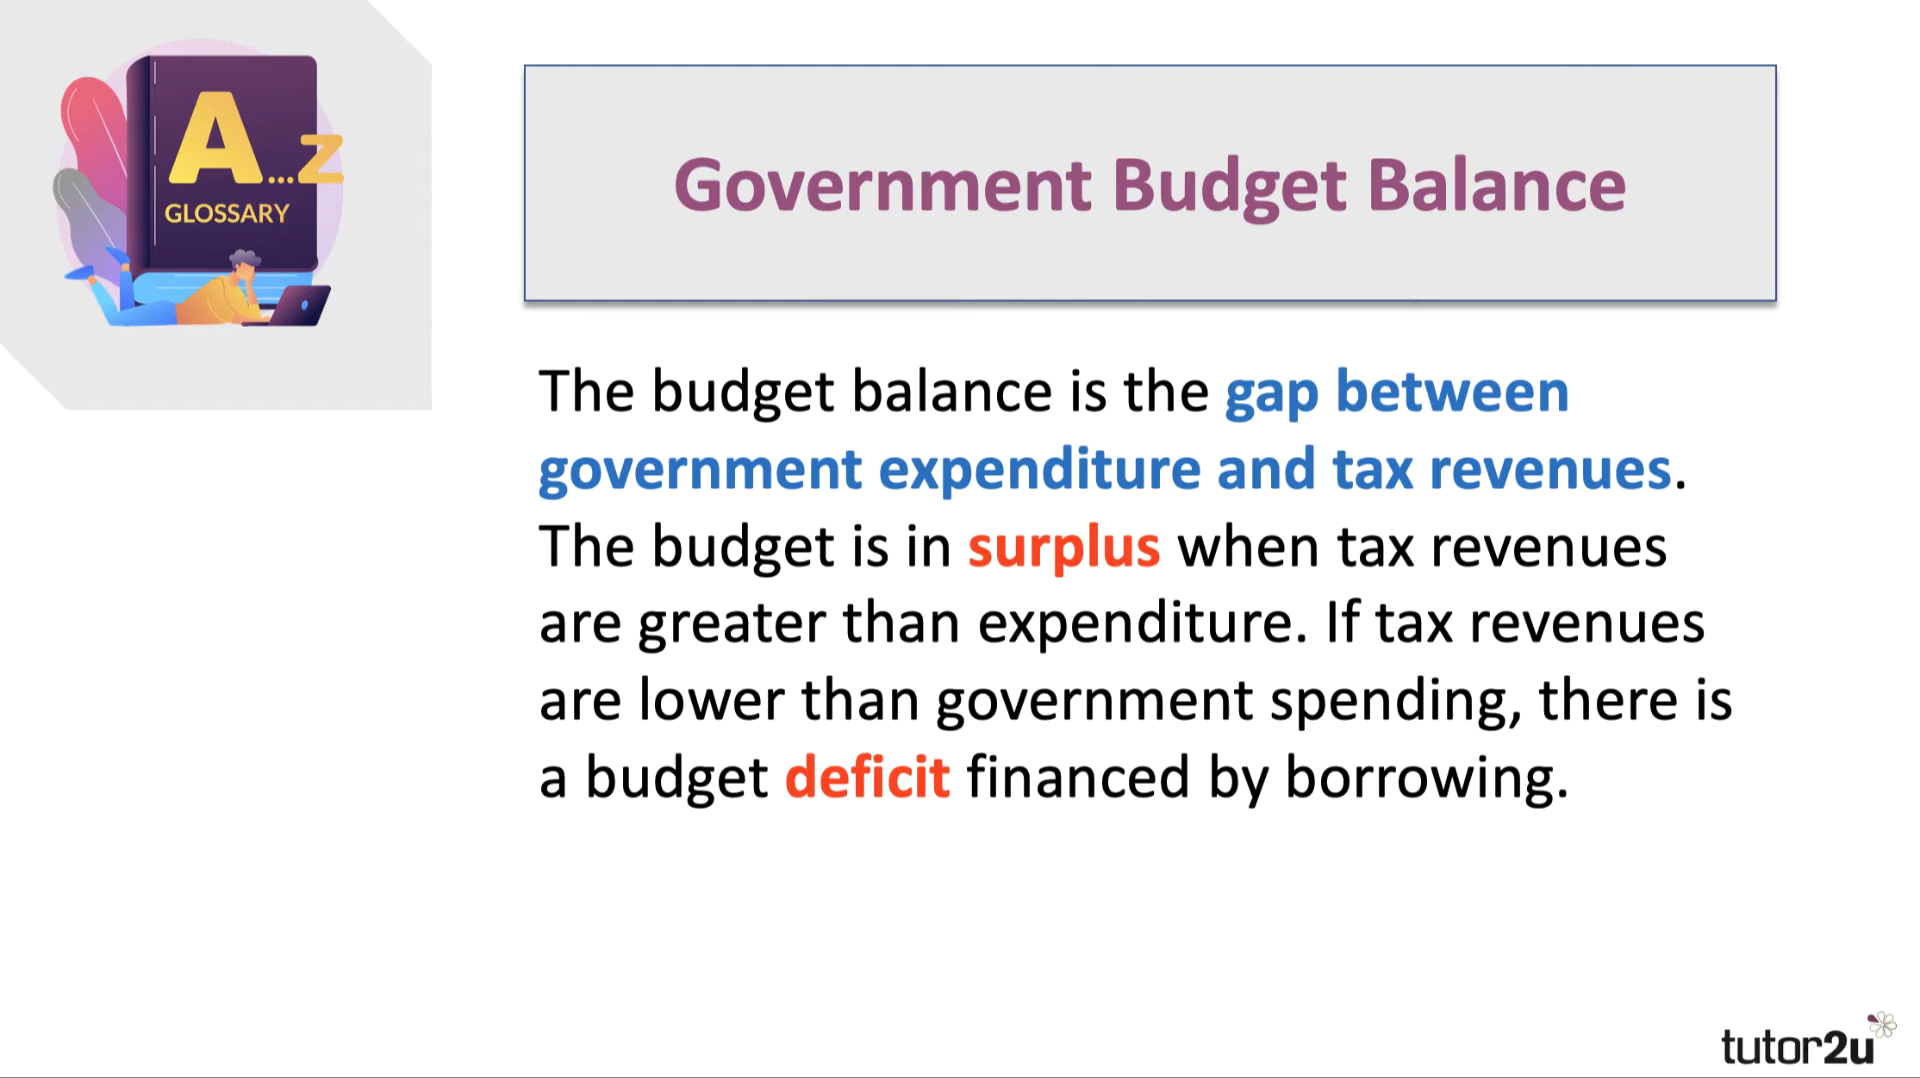 A...Z
GLOSSARY
Government Budget Balance
The budget balance is the gap between
government expenditure and tax revenues.
The budget is in surplus when tax revenues
are greater than expenditure. If tax revenues
are lower than government spending, there is
a budget deficit financed by borrowing.
tutor2u